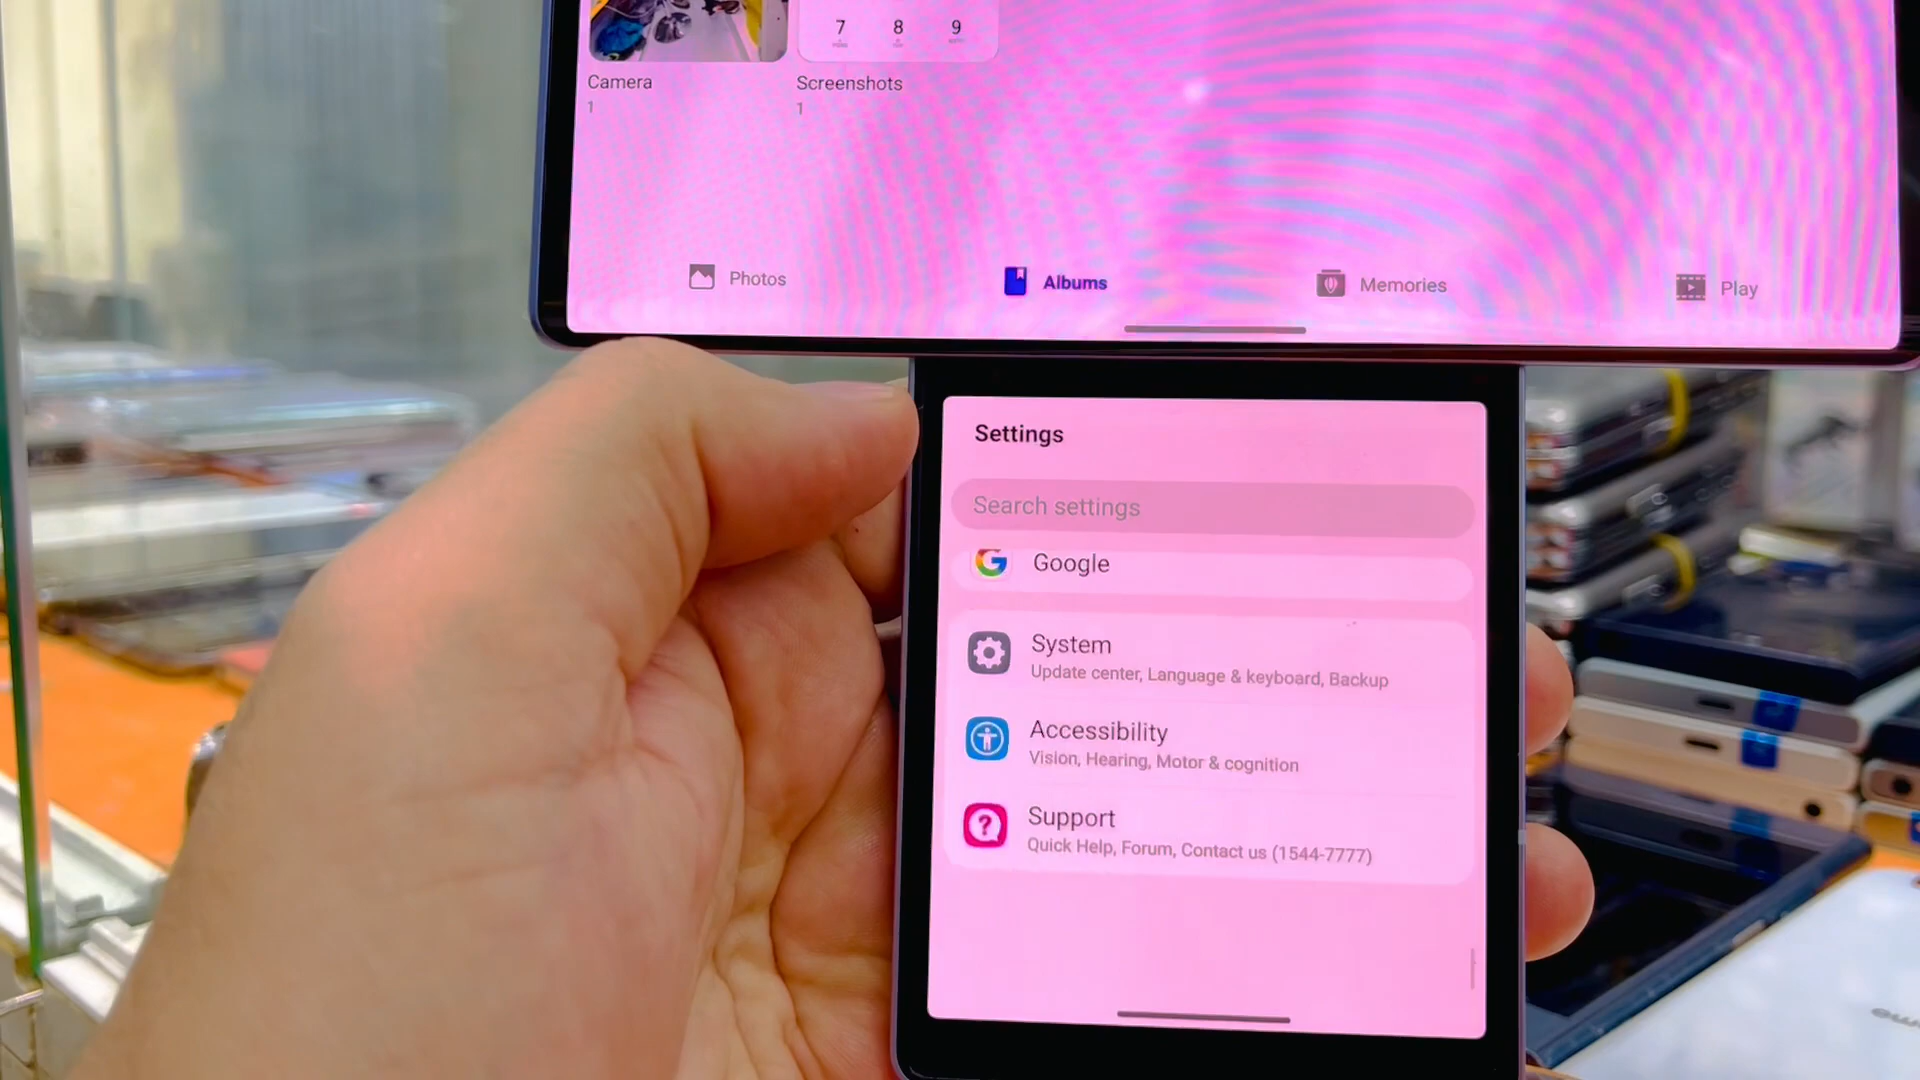 7 8 9
Camera
Screenshots
1
1
Photos
Albums
Memories
Play
Settings
Search settings
Google
System
Update center, Language & keyboard, Backup
Accessibility
Vision, Hearing, Motor & cognition
Support
Quick Help, Forum, Contact us (1544-7777)